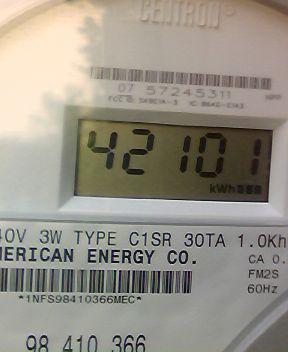 CENTRON®
07 57245311
42101
kWh
40V 3W TYPE C1SR 30TA 1.0Kh
MERICAN ENERGY CO.
CA 0.
FM2S
*1NFS98410366MEC*
60Hz
98 410 366